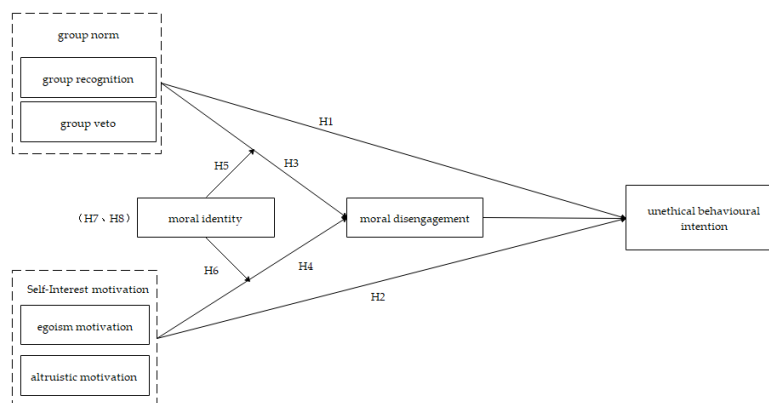 group norm
group recognition
group veto
H1
H5
H3
（H7、H8）
moral identity
moral disengagement
unethical behavioural
intention
H6
H4
Self-Interest motivation
H2
egoism motivation
altruistic motivation